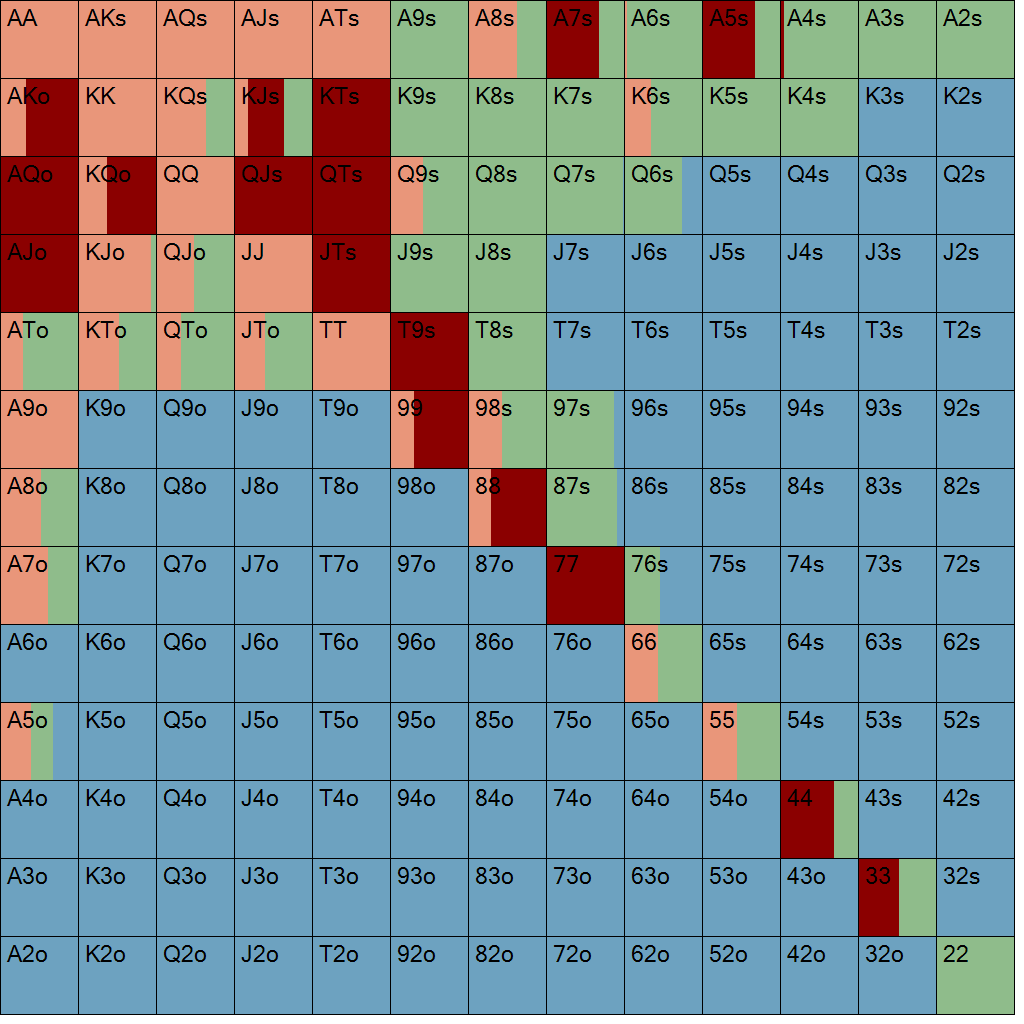 AA AKs AQs AJs ATs A9s A8s A7s A6s A5s A4s A3s A2s
AKo KK KQs KJs KTs K9s K8s K7s K6s K5s K4s K3s K2s
AQo KQo QQ QJs QTs Q9s Q8s Q7s Q6s Q5s Q4s Q3s Q2s
AJo KJo QJo JJ JTs J9s J8s J7s J6s J5s J4s J3s J2s
ATo KTo QTo JTo TT T9s T8s T7s T6s T5s T4s T3s T2s
A9o K9o Q9o J9o T9o 99 98s 97s 96s 95s 94s 93s 92s
A8o K8o Q8o J8o T8o 98o 88 87s 86s 85s 84s 83s 82s
A7o K7o Q7o J7o T7o 97o 87o 77 76s 75s 74s 73s 72s
A6o K6o Q6o J6o T6o 96o 86o 76o 66 65s 64s 63s 62s
A5o K5o Q5o J5o T5o 95o 85o 75o 65o 55 54s 53s 52s
A4o K4o Q4o J4o T4o 94o 84o 74o 64o 54o 44 43s 42s
A3o K3o Q3o J3o T3o 93o 83o 73o 63o 53o 43o 33 32s
A2o K2o Q2o J2o T2o 92o 82o 72o 62o 52o 42o 32o 22